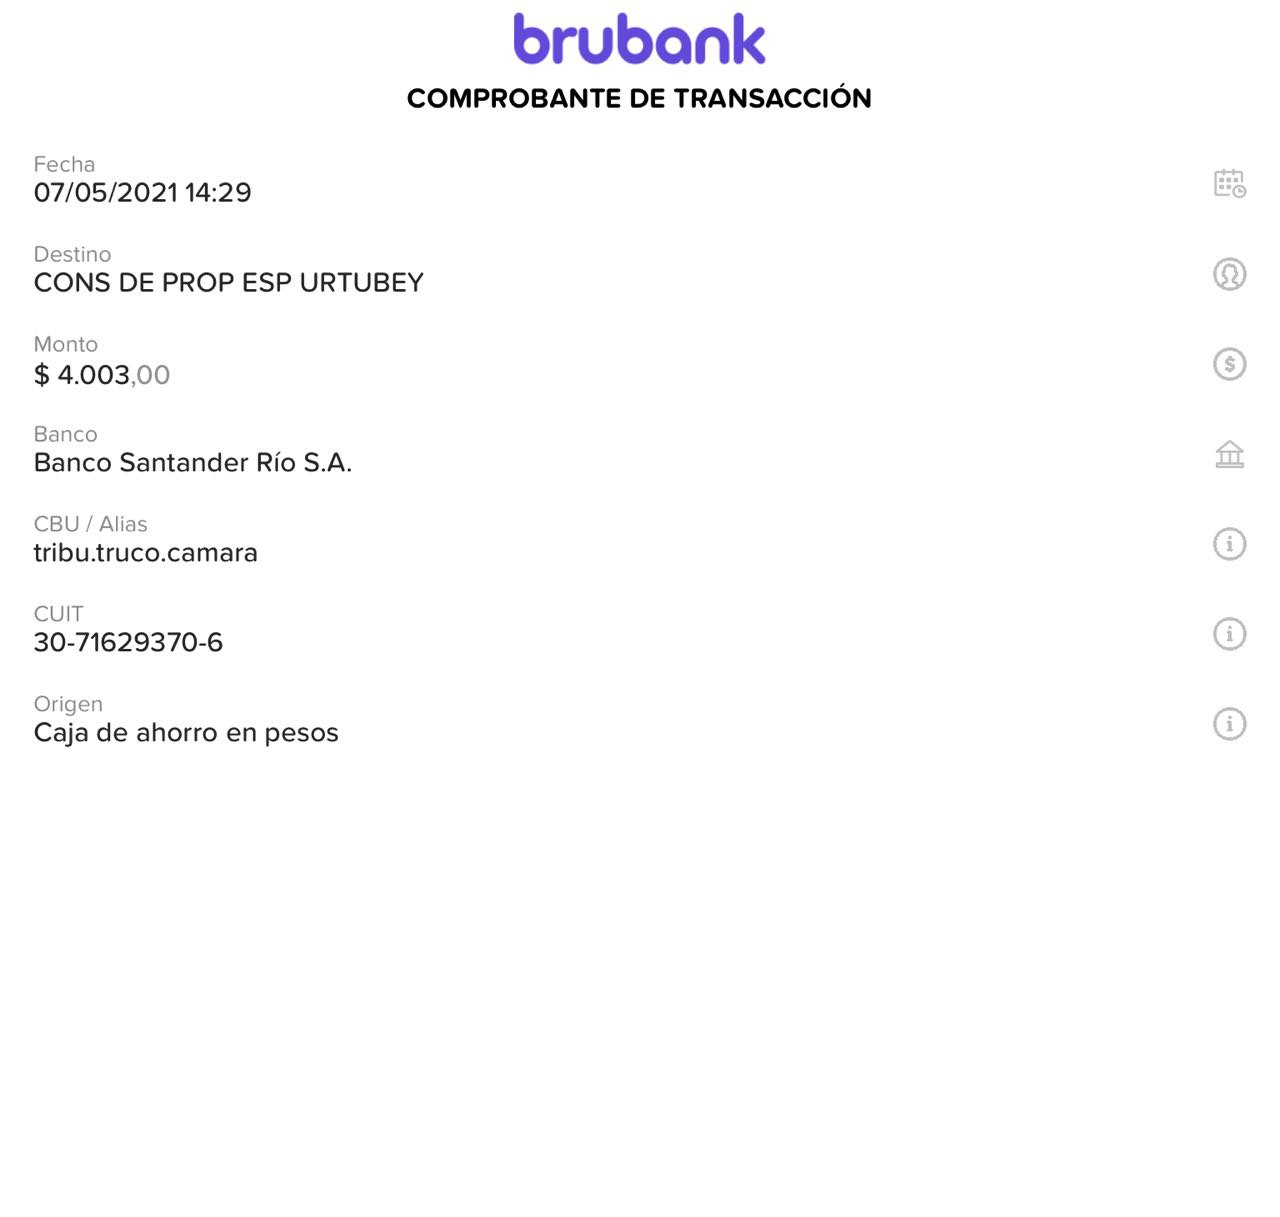 brubank
COMPROBANTE DE TRANSACCIÓN
Fecha
07/05/2021 14:29
Destino
CONS DE PROP ESP URTUBEY
Monto
$ 4.003,00
Banco
Banco Santander Río S.A.
CBU / Alias
tribu.truco.camara
CUIT
30-71629370-6
Origen
Caja de ahorro en pesos